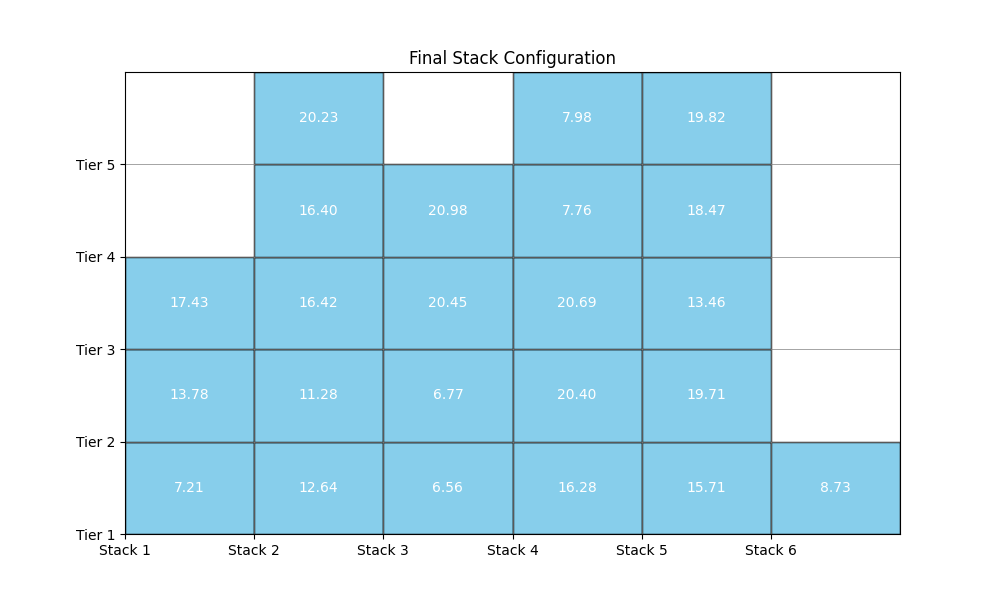 Final Stack Configuration
20.23 7.98 19.82
Tier 5
16.40 20.98 7.76 18.47
Tier 4
17.43 16.42 20.45 20.69 13.46
Tier 3
13.78 11.28 6.77 20.40 19.71
Tier 2
7.21 12.64 6.56 16.28 15.71 8.73
Tier 1
Stack 1 Stack 2 Stack 3 Stack 4 Stack 5 Stack 6